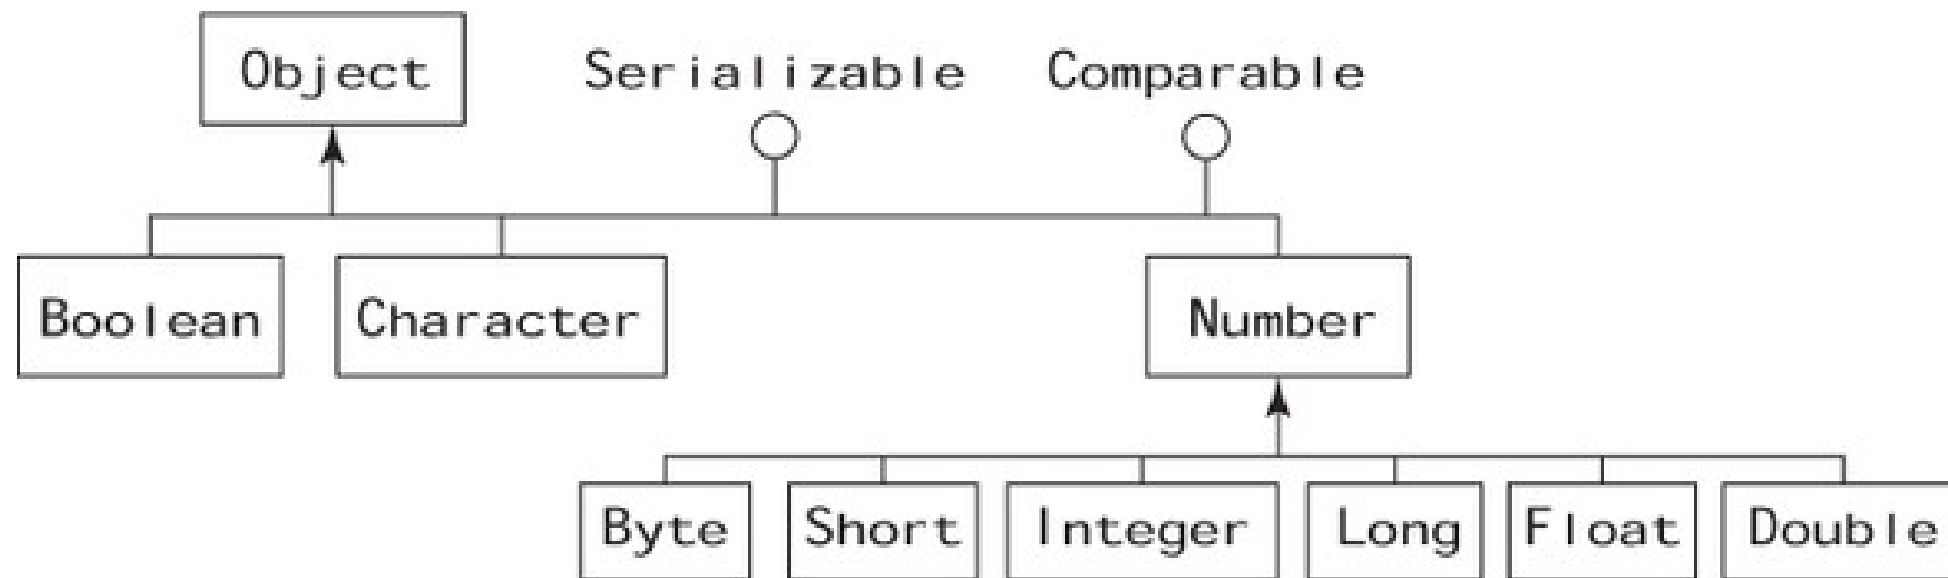 Object Serializable Comparable
Boolean Character Number
Byte Short Integer Long Float Double